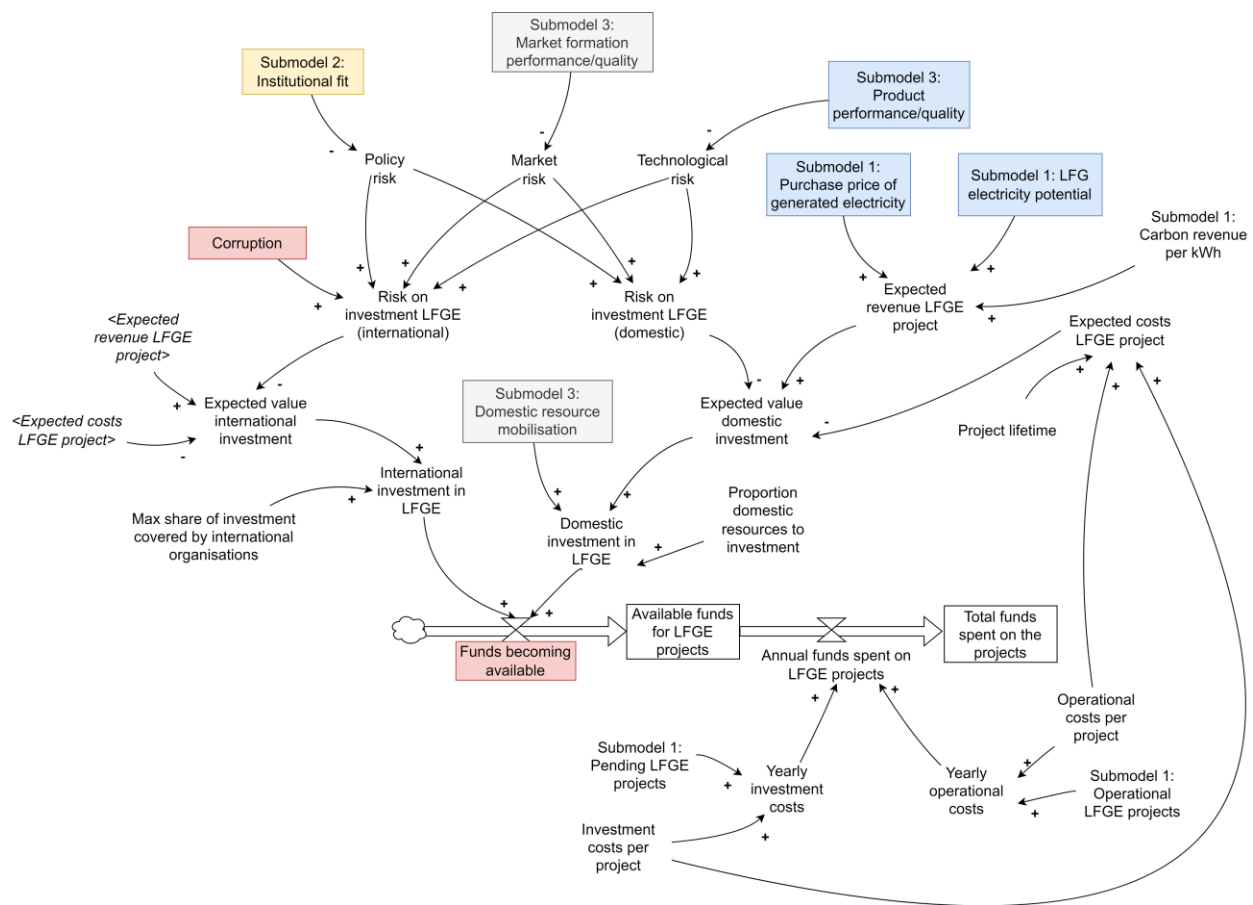 Submodel 3:
Market formation
performance/quality
Submodel 2:
Institutional fit
Submodel 3:
Product
performance/quality
-
-
-
Policy
risk
Market
risk
Technological
risk
Submodel 1:
Purchase price of
generated electricity
Submodel 1: LFG
electricity potential
Submodel 1:
Carbon revenue
per kWh
Corruption
+
+
+
+
+
+
+
+
+
+
Risk on
investment LFGE
(international)
Risk on
investment LFGE
(domestic)
Expected
revenue LFGE
project
<Expected
revenue LFGE
project>
Expected costs
LFGE project
+
+
+
-
-
+
Submodel 3:
Domestic resource
mobilisation
+
Expected value
international
investment
Expected value
domestic
investment
<Expected costs
LFGE project>
-
-
Project lifetime
+
International
investment in
LFGE
+
+
+
Proportion
domestic
resources to
investment
Max share of investment
covered by international
organisations
Domestic
investment in
LFGE
+
+
+
Available funds
for LFGE
projects
Total funds
spent on the
projects
Funds becoming
available
Annual funds spent on
LFGE projects
+
+
Operational
costs per
project
Submodel 1:
Pending LFGE
projects
+
Yearly
investment
costs
Yearly
operational
costs
+
Submodel 1:
Operational
LFGE projects
+
Investment
costs per
project
+